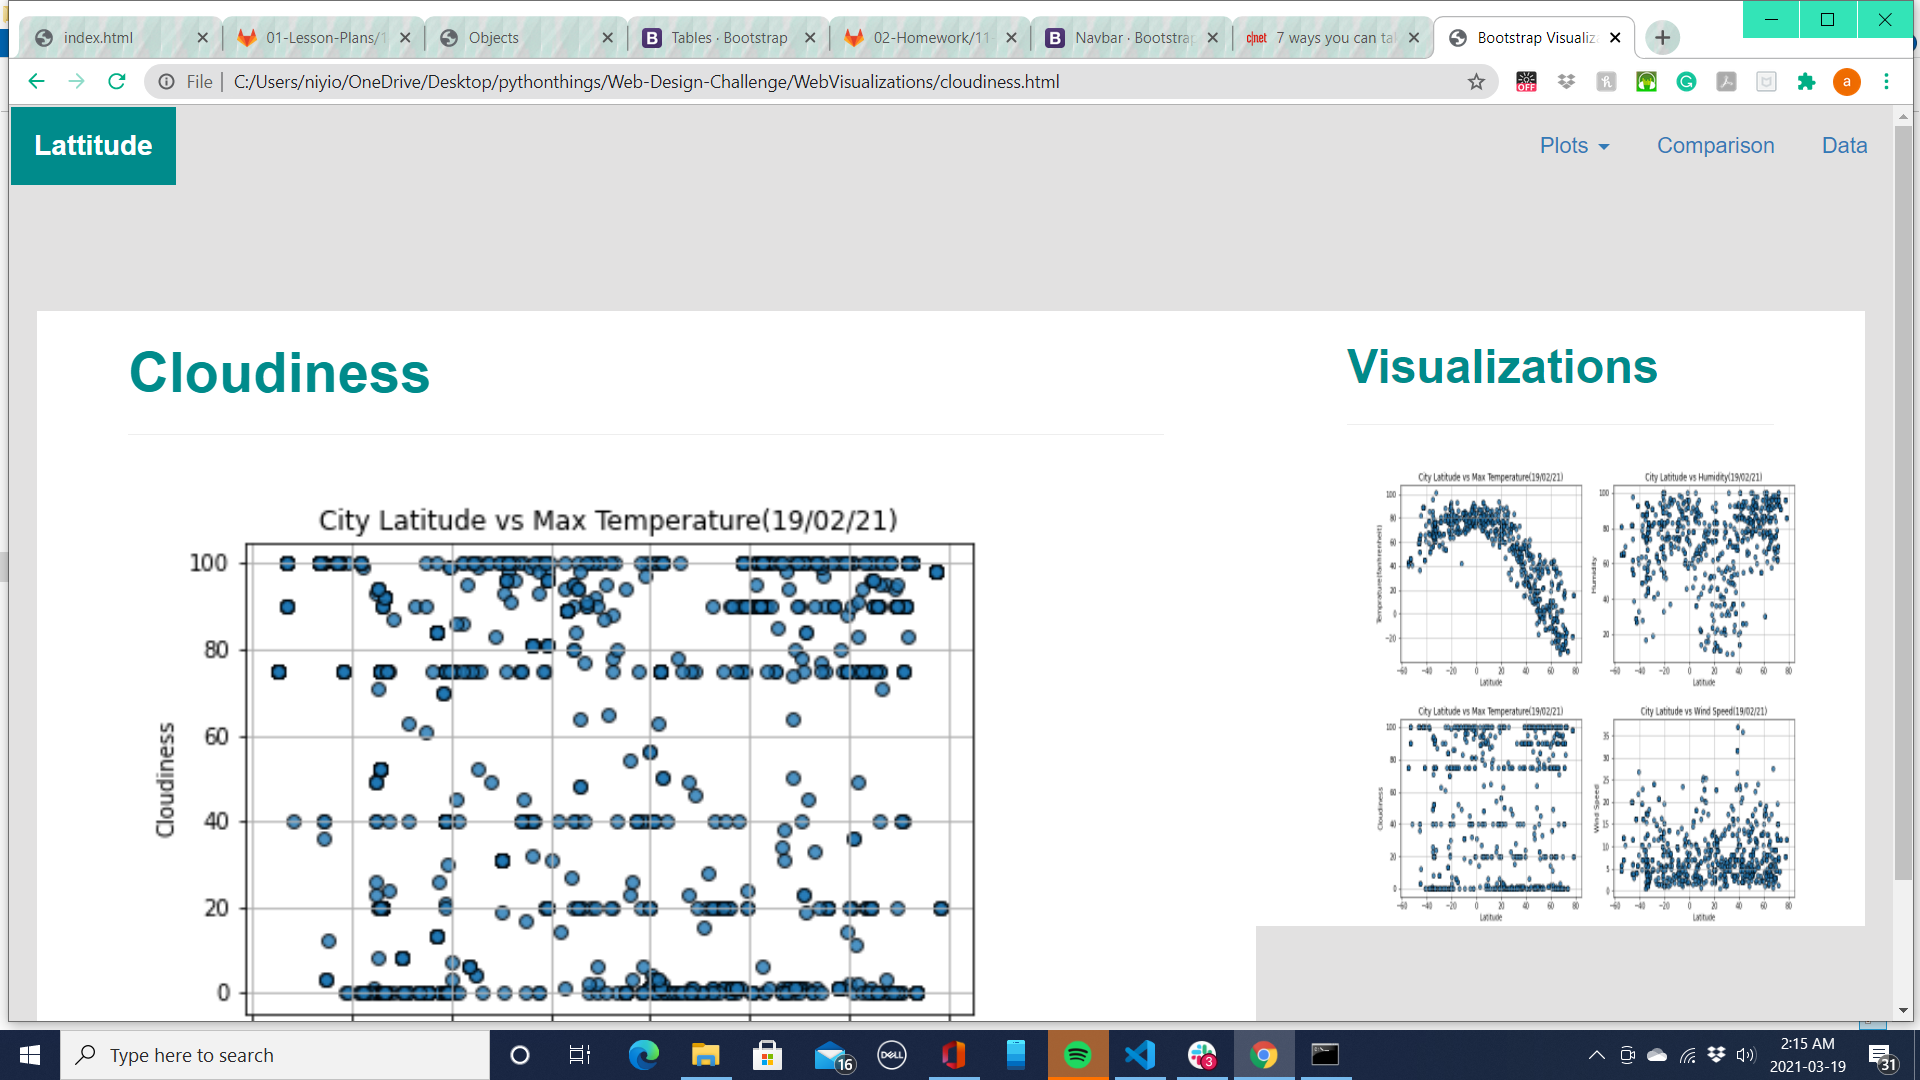 index.html
01-Lesson-Plans/1
Objects
Tables · Bootstrap
02-Homework/11-
Navbar · Bootstrap
c|net 7 ways you can tak
Bootstrap Visualiz
File
C:/Users/niyio/OneDrive/Desktop/pythonthings/Web-Design-Challenge/WebVisualizations/cloudiness.html
OFF
a
Lattitude
Plots
Comparison
Data
Cloudiness
City Latitude vs Max Temperature(19/02/21)
100
80
60
40
20
0
Cloudiness
Visualizations
City Latitude vs Max Temperature(19/02/21)
100
80
60
40
20
0
−20
−60 −40 −20 0 20 40 60 80
Latitude
City Latitude vs Humidity(19/02/21)
100
80
60
40
20
Humidity
−60 −40 −20 0 20 40 60 80
Latitude
City Latitude vs Max Temperature(19/02/21)
100
80
60
40
20
0
Cloudiness
−60 −40 −20 0 20 40 60 80
Latitude
City Latitude vs Wind Speed(19/02/21)
35
30
25
20
15
10
5
0
Wind Speed
−60 −40 −20 0 20 40 60 80
Latitude
Type here to search
16
DELL
3
2:15 AM
2021-03-19
31